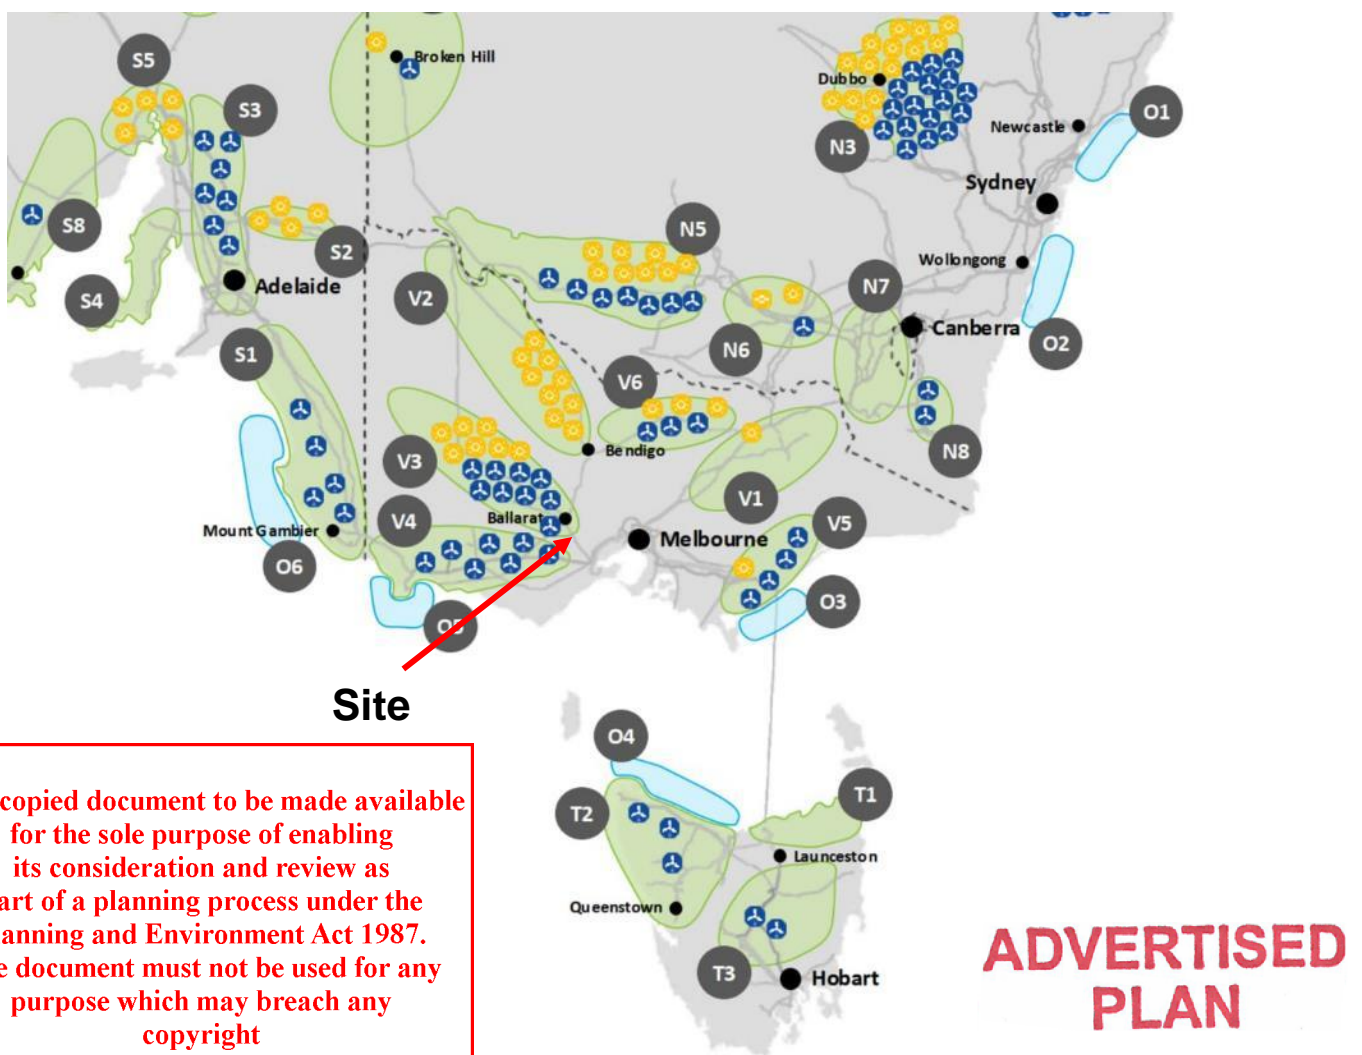 Broken Hill
S5
S3
Dubbo
O1
Newcastle
N3
Sydney
S8
S2
N5
Wollongong
S4
Adelaide
V2
N7
Canberra
O2
S1
N6
V6
Bendigo
N8
V3
V1
V4
Ballarat
Mount Gambier
Melbourne
V5
O6
O3
O5
Site
O4
T1
T2
Launceston
Queenstown
T3
Hobart
copied document to be made available
for the sole purpose of enabling
its consideration and review as
art of a planning process under the
anning and Environment Act 1987.
e document must not be used for any
purpose which may breach any
copyright
ADVERTISED
PLAN